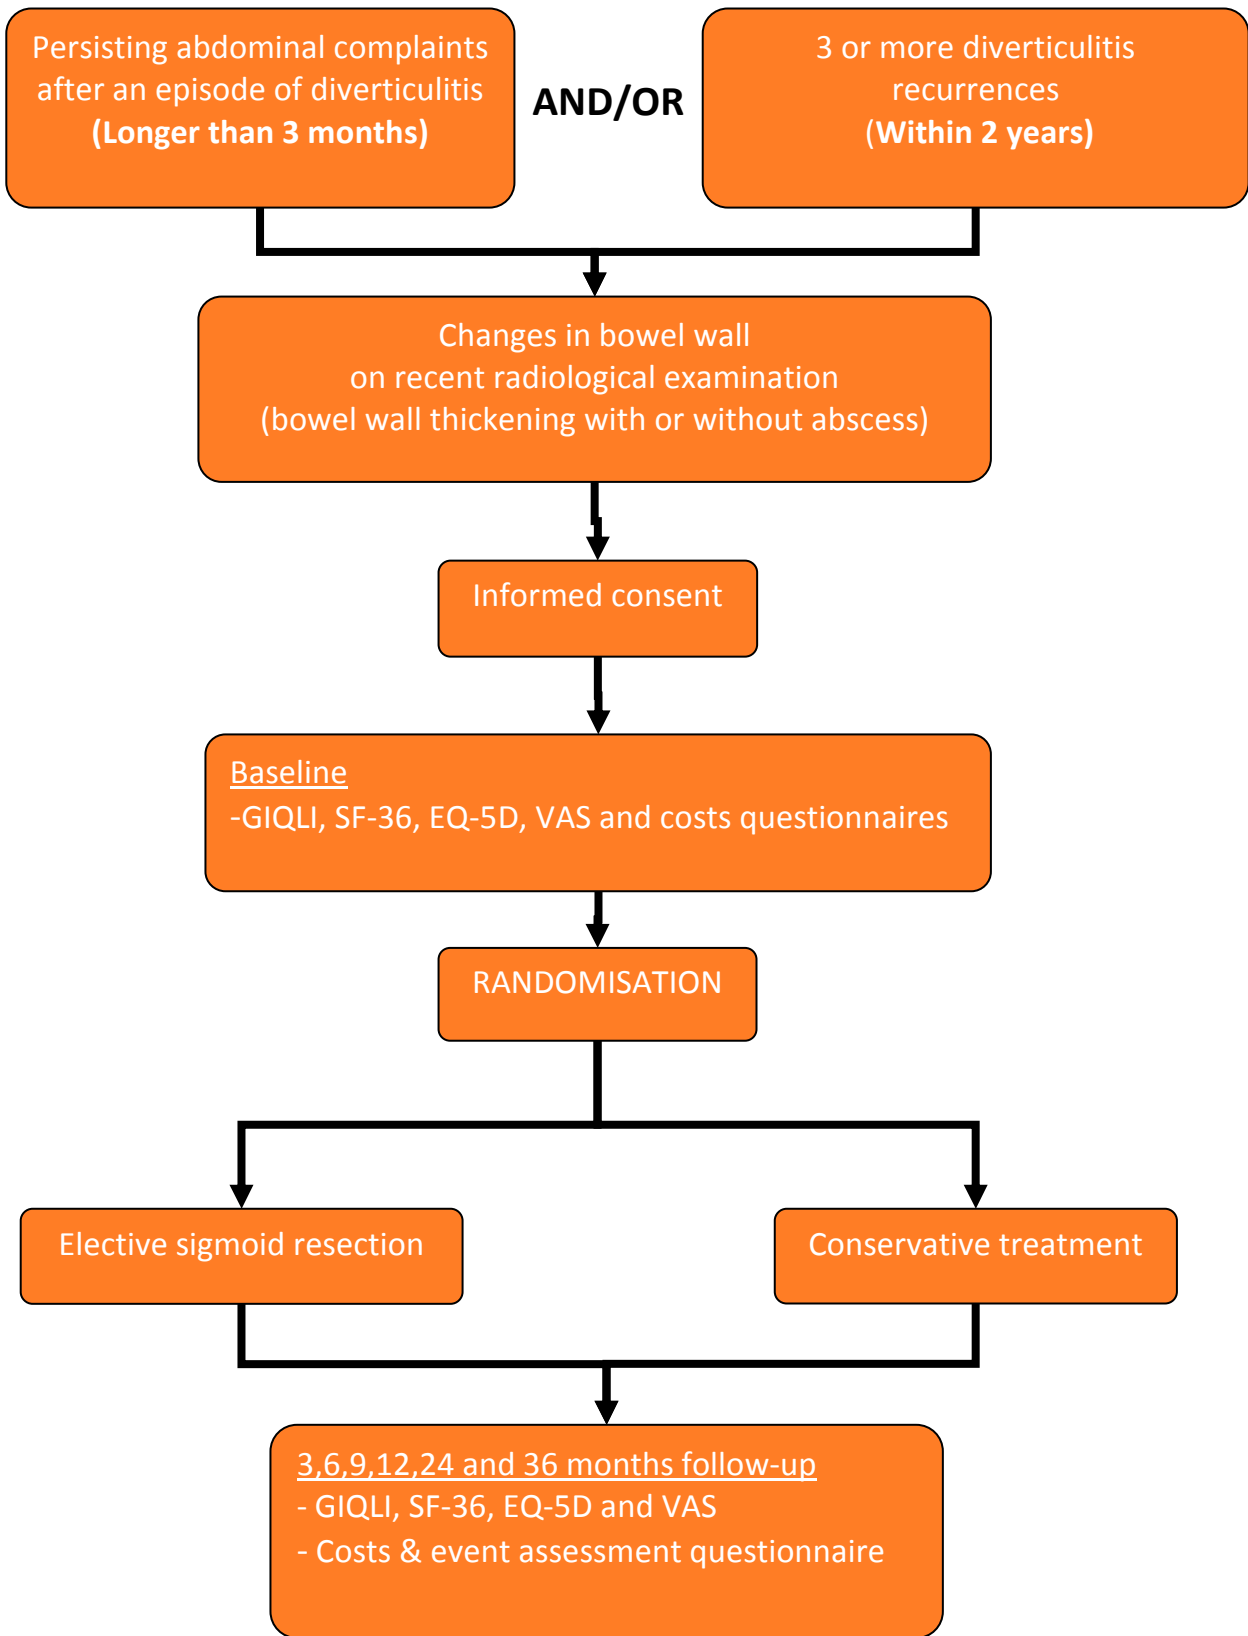 Persisting abdominal complaints
after an episode of diverticulitis
(Longer than 3 months)
AND/OR
3 or more diverticulitis
recurrences
(Within 2 years)
Changes in bowel wall
on recent radiological examination
(bowel wall thickening with or without abscess)
Informed consent
Baseline
-GIQLI, SF-36, EQ-5D, VAS and costs questionnaires
RANDOMISATION
Elective sigmoid resection
Conservative treatment
3,6,9,12,24 and 36 months follow-up
- GIQLI, SF-36, EQ-5D and VAS
- Costs & event assessment questionnaire